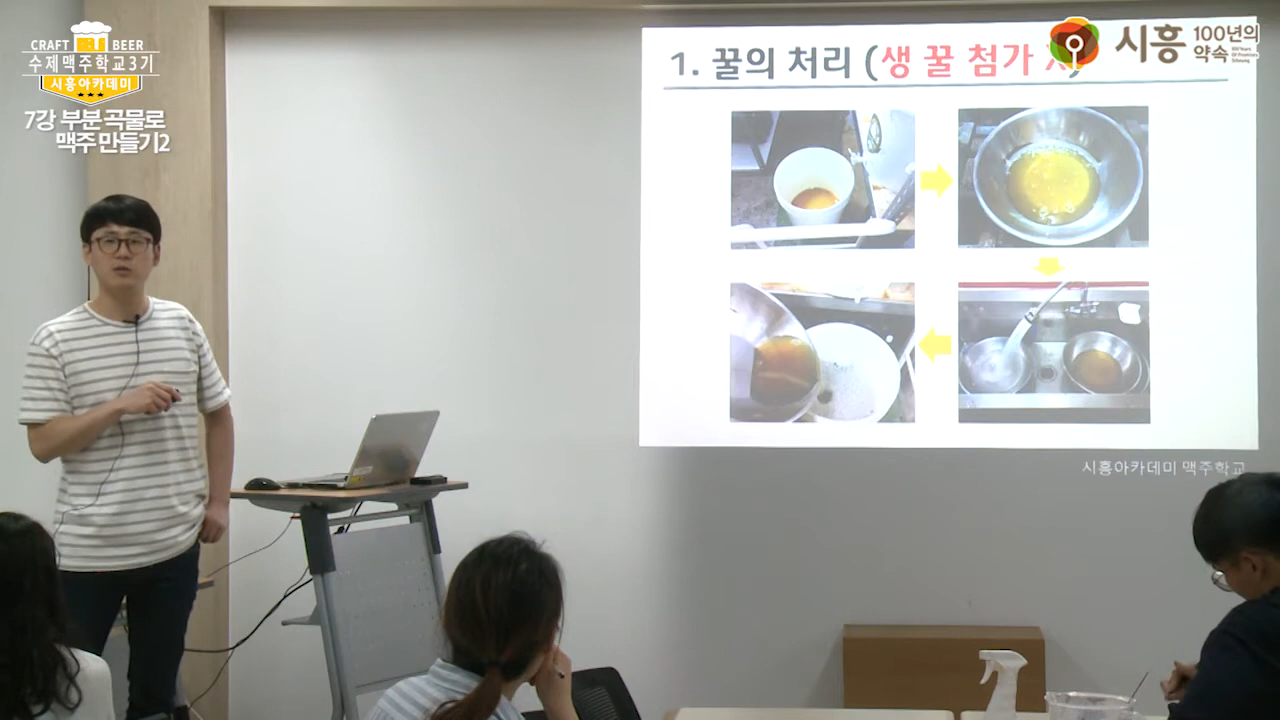 CRAFT BEER
수제맥주학교3기
시흥아카데미
7강 부분 곡물로
맥주 만들기2
1. 꿀의 처리 (생 꿀 첨가 X)
시흥 100년의
약속
시흥아카데미 맥주학교